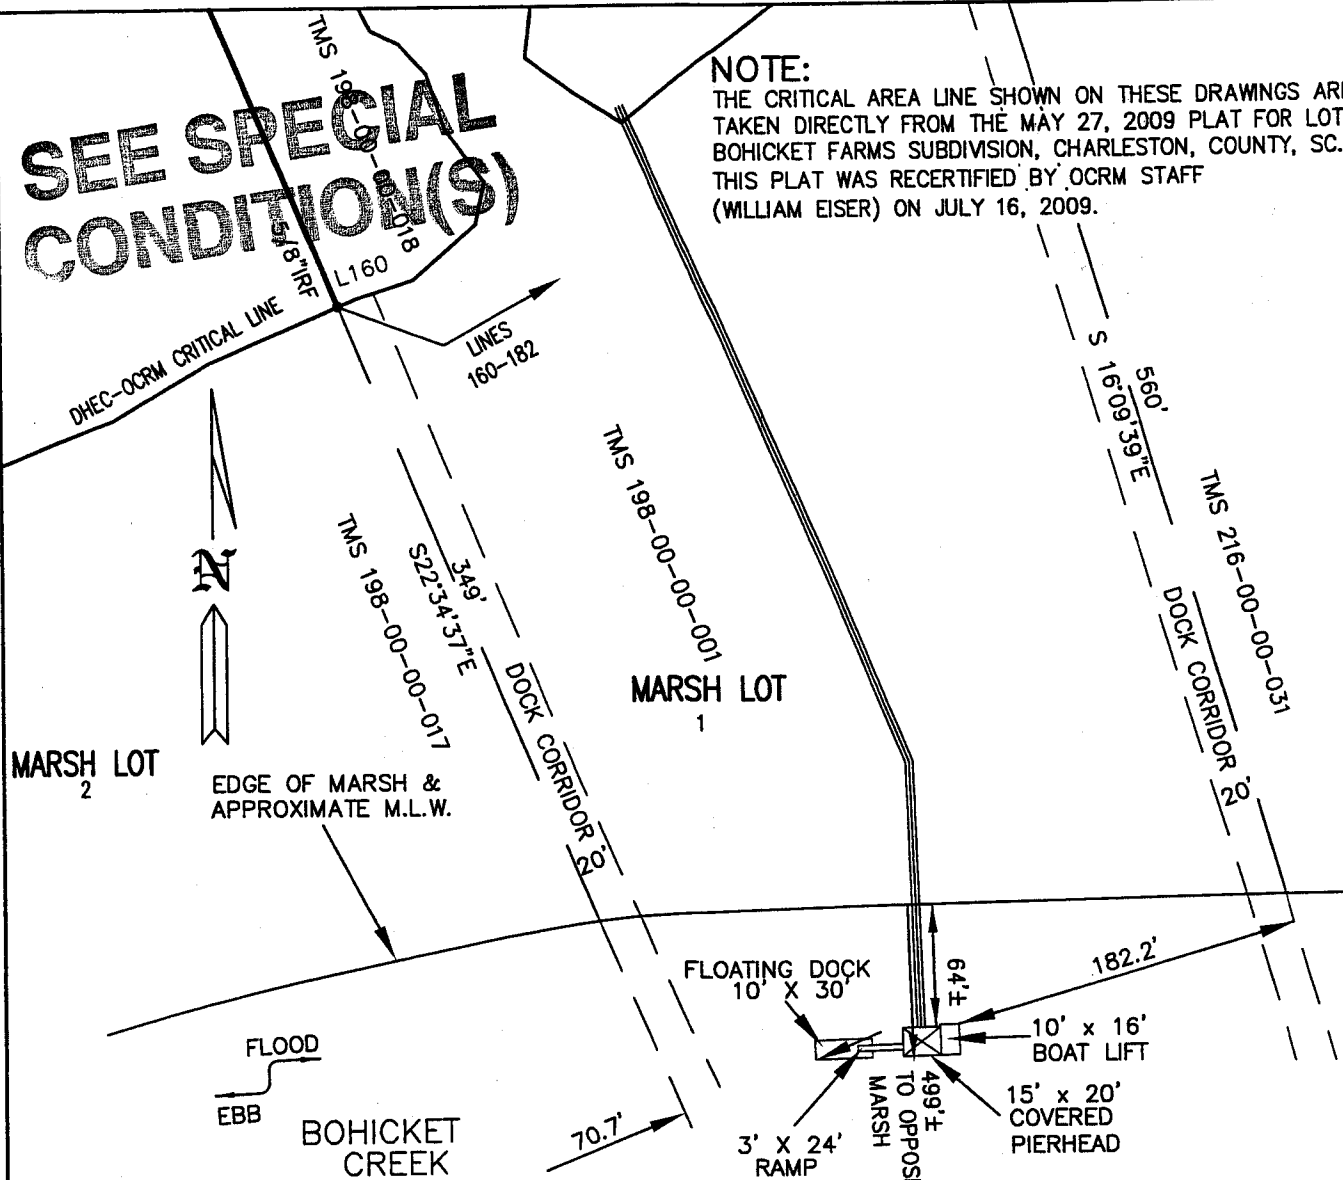 TMS 198-00-00-018
SEE SPECIAL
CONDITION(S)
NOTE:
THE CRITICAL AREA LINE SHOWN ON THESE DRAWINGS ARE
TAKEN DIRECTLY FROM THE MAY 27, 2009 PLAT FOR LOT
BOHICKET FARMS SUBDIVISION, CHARLESTON, COUNTY, SC.
THIS PLAT WAS RECERTIFIED BY OCRM STAFF
(WILLIAM EISER) ON JULY 16, 2009.
5/8"IRF
L160
DHEC-OCRM CRITICAL LINE
LINES
160-182
560'
S 16°09'39"E
TMS 198-00-00-001
TMS 216-00-00-031
TMS 198-00-00-017
349'
S22°34'37"E
N
DOCK CORRIDOR
20'
DOCK CORRIDOR
20'
MARSH LOT
1
MARSH LOT
2
EDGE OF MARSH &
APPROXIMATE M.L.W.
FLOATING DOCK
10' X 30'
64'±
182.2'
10' x 16'
BOAT LIFT
FLOOD
EBB
BOHICKET
CREEK
70.7'
3' X 24'
RAMP
499'±
TO OPPOSI
MARSH
15' x 20'
COVERED
PIERHEAD